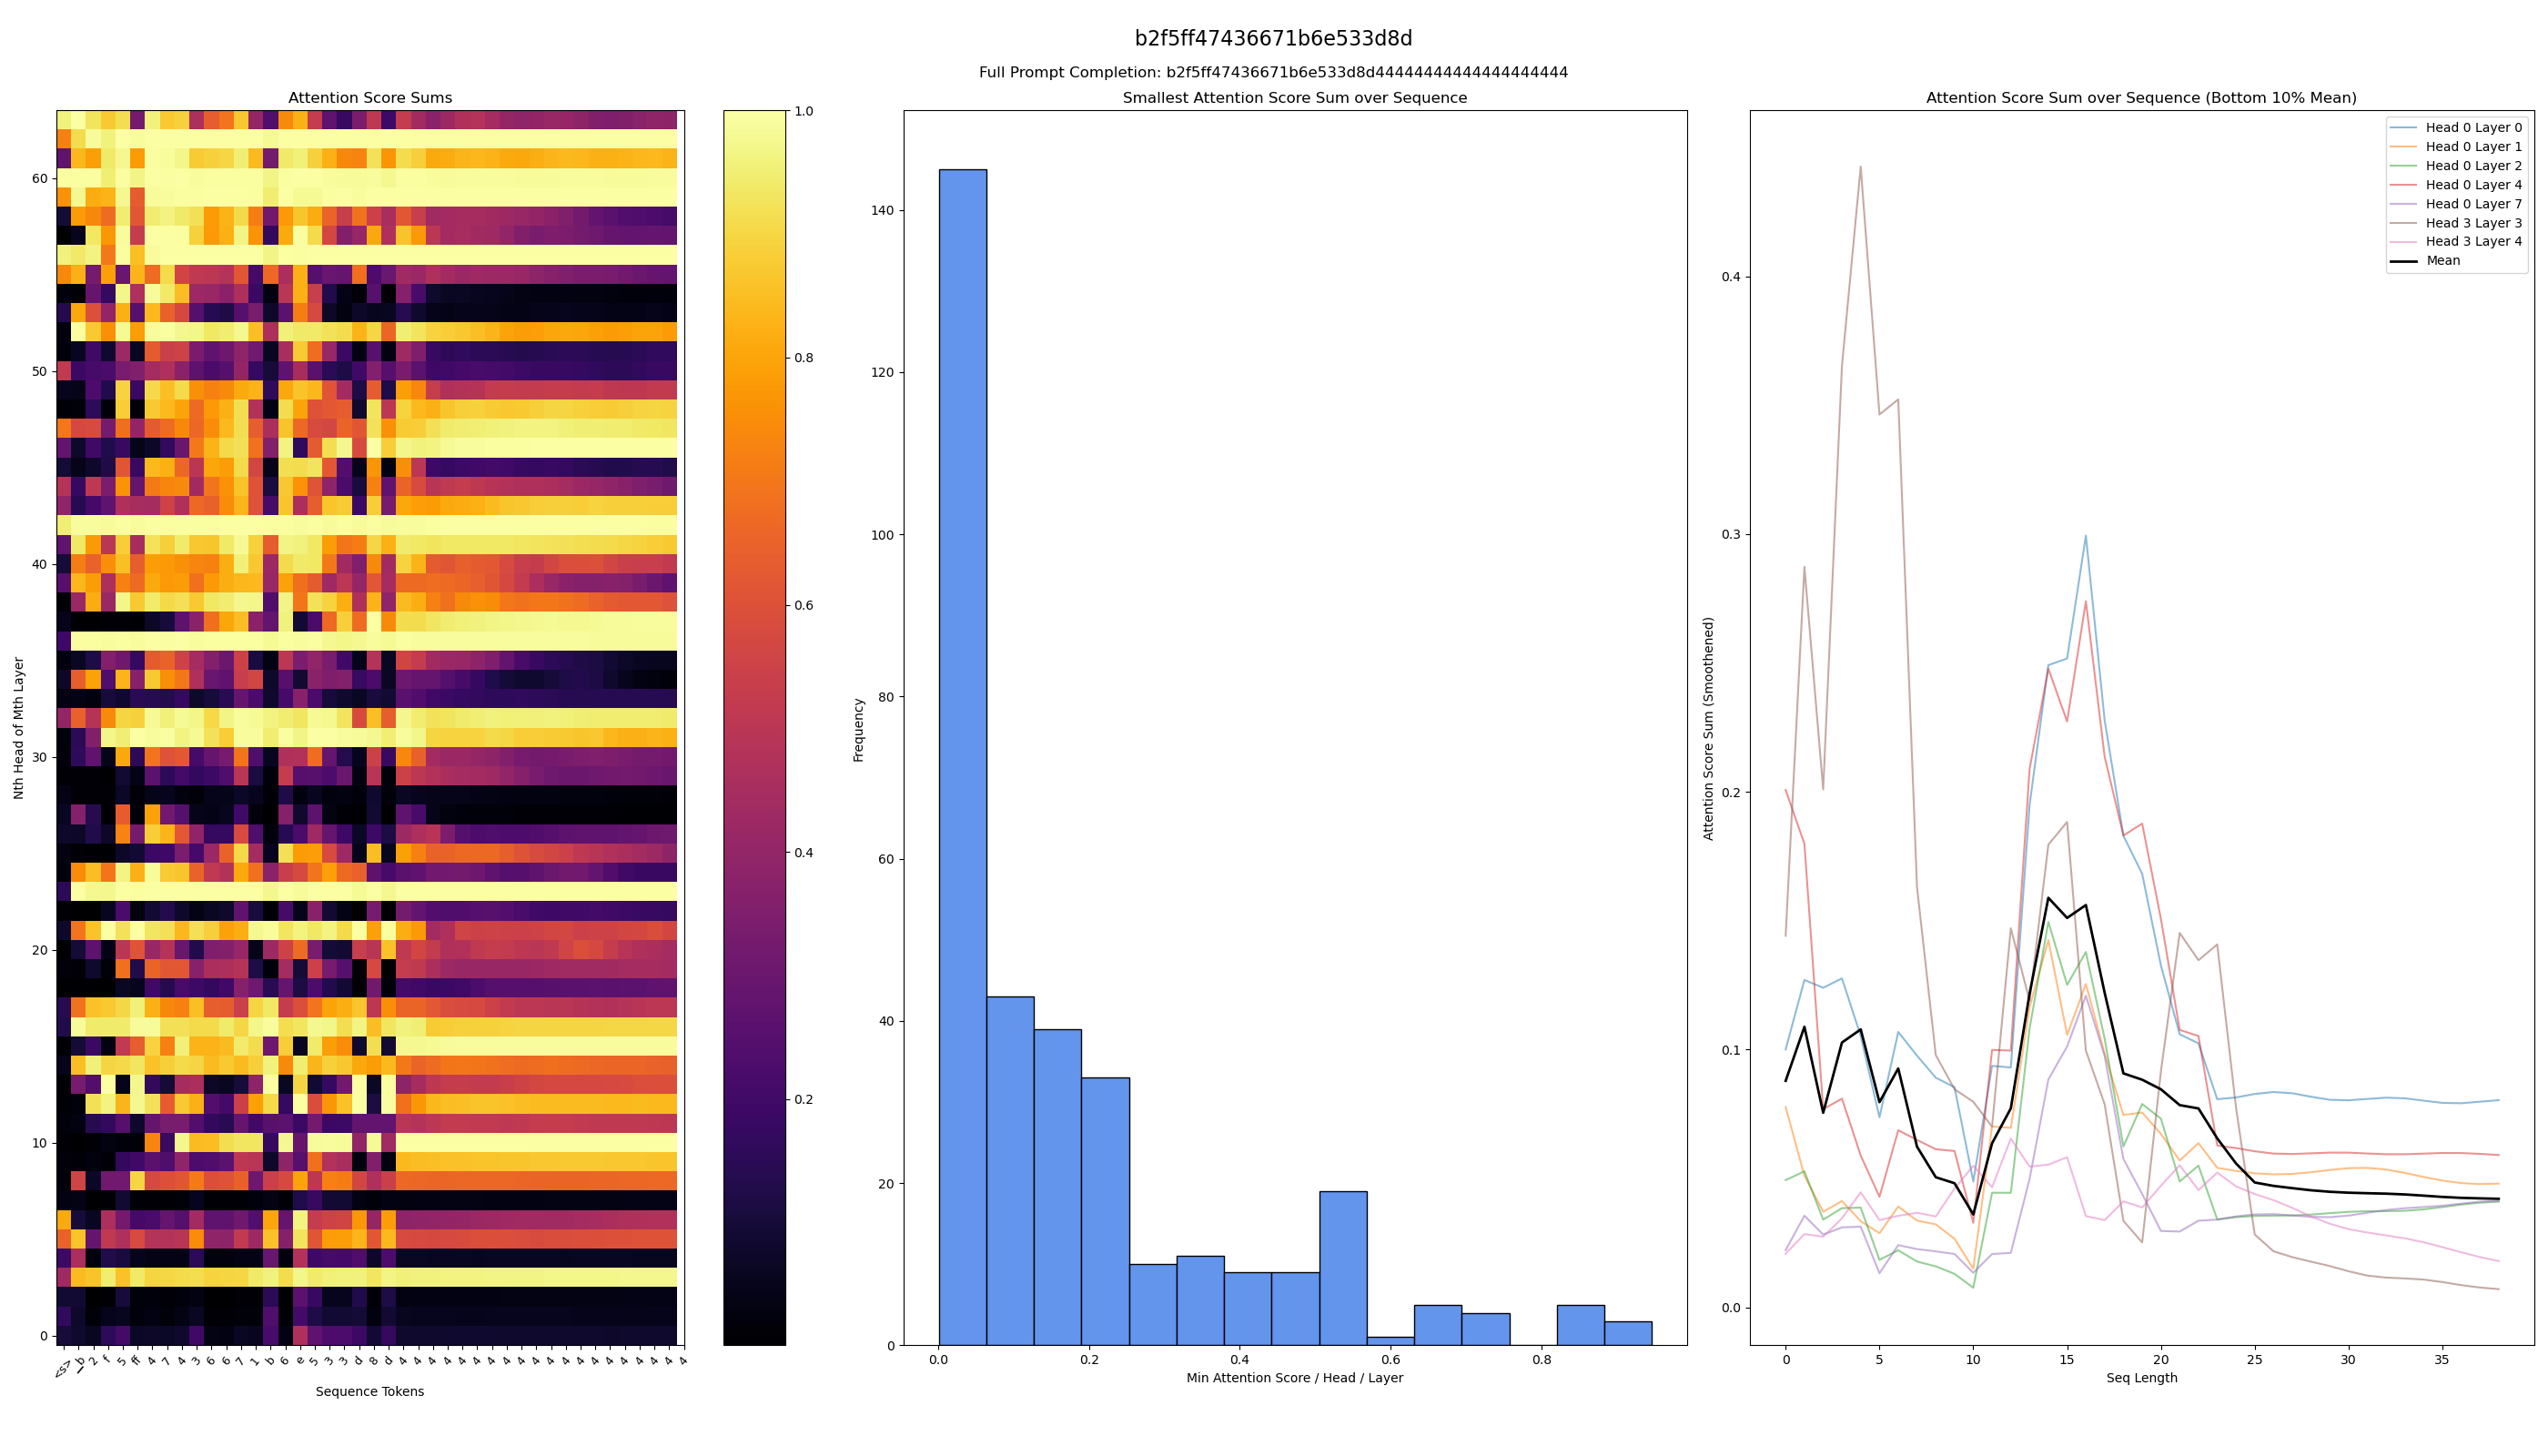 b2f5ff47436671b6e533d8d
Full Prompt Completion: b2f5ff47436671b6e533d8d44444444444444444444
Attention Score Sums
Nth Head of Mth Layer
60
50
40
30
20
10
0
<s> _b 2 f 5 ff 4 7 4 3 6 6 7 1 b 6 e 5 3 3 d 8 d 4 4 4 4 4 4 4 4 4 4 4 4 4 4 4 4 4 4 4 4
Sequence Tokens
1.0
0.8
0.6
0.4
0.2
Smallest Attention Score Sum over Sequence
Frequency
140
120
100
80
60
40
20
0
0.0 0.2 0.4 0.6 0.8
Min Attention Score / Head / Layer
Attention Score Sum over Sequence (Bottom 10% Mean)
Attention Score Sum (Smoothened)
0.4
0.3
0.2
0.1
0.0
0 5 10 15 20 25 30 35
Seq Length
Head 0 Layer 0
Head 0 Layer 1
Head 0 Layer 2
Head 0 Layer 4
Head 0 Layer 7
Head 3 Layer 3
Head 3 Layer 4
Mean